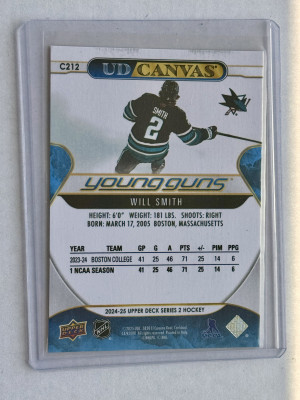 C212
UD CANVAS
SMITH
2
young guns
WILL SMITH
HEIGHT: 6'0" WEIGHT: 181 LBS. SHOOTS: RIGHT
BORN: MARCH 17, 2005 BOSTON, MASSACHUSETTS
YEAR TEAM GP G A PTS +/- PIM PPG
2023-24 BOSTON COLLEGE 41 25 46 71 25 14 6
1 NCAA SEASON 41 25 46 71 25 14 6
2024-25 UPPER DECK SERIES 2 HOCKEY
UPPER DECK
NHL